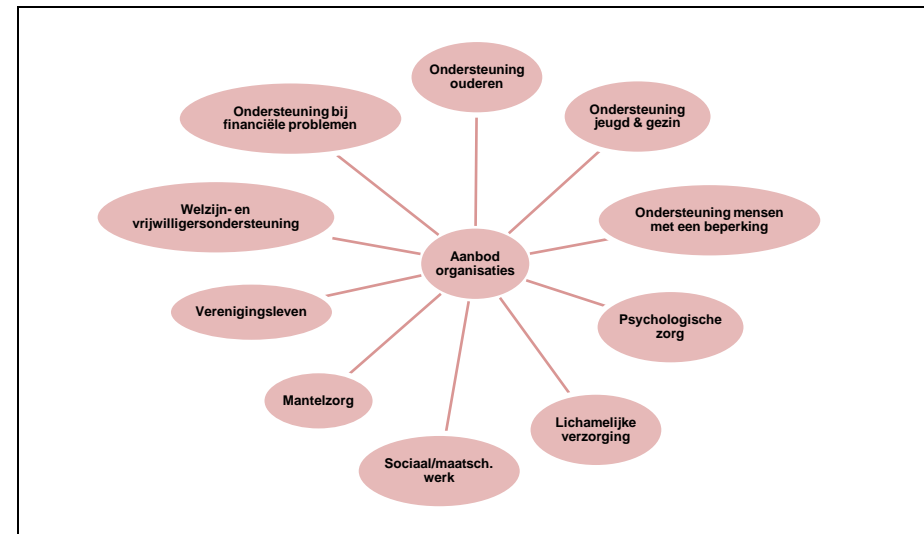 Ondersteuning
ouderen
Ondersteuning bij
financiële problemen
Ondersteuning
jeugd & gezin
Welzijn- en
vrijwilligersondersteuning
Ondersteuning mensen
met een beperking
Aanbod
organisaties
Verenigingsleven
Psychologische
zorg
Mantelzorg
Lichamelijke
verzorging
Sociaal/maatsch.
werk